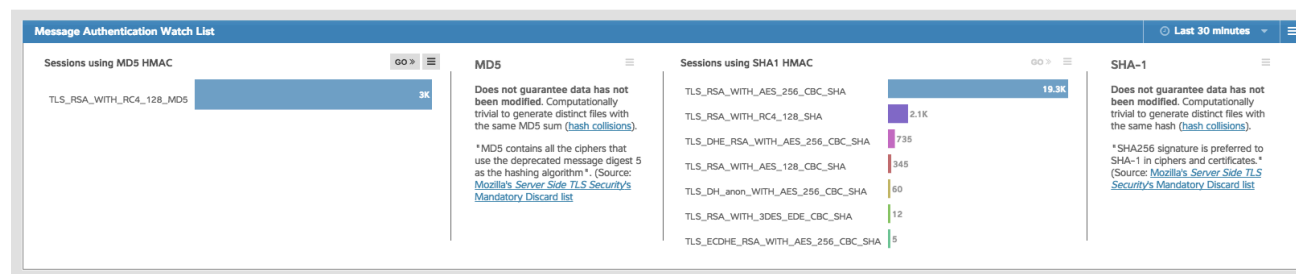 Message Authentication Watch List
Last 30 minutes
Sessions using MD5 HMAC
GO »
TLS_RSA_WITH_RC4_128_MD5
3K
MD5
Does not guarantee data has not
been modified. Computationally
trivial to generate distinct files with
the same MD5 sum (hash collisions).
"MD5 contains all the ciphers that
use the deprecated message digest 5
as the hashing algorithm". (Source:
Mozilla's Server Side TLS Security's
Mandatory Discard list
Sessions using SHA1 HMAC
GO »
TLS_RSA_WITH_AES_256_CBC_SHA
19.3K
TLS_RSA_WITH_RC4_128_SHA
2.1K
TLS_DHE_RSA_WITH_AES_256_CBC_SHA
735
TLS_RSA_WITH_AES_128_CBC_SHA
345
TLS_DH_anon_WITH_AES_256_CBC_SHA
60
TLS_RSA_WITH_3DES_EDE_CBC_SHA
12
TLS_ECDHE_RSA_WITH_AES_256_CBC_SHA
5
SHA-1
Does not guarantee data has not
been modified. Computationally
trivial to generate distinct files with
the same hash (hash collisions).
"SHA256 signature is preferred to
SHA-1 in ciphers and certificates."
(Source: Mozilla's Server Side TLS
Security's Mandatory Discard list